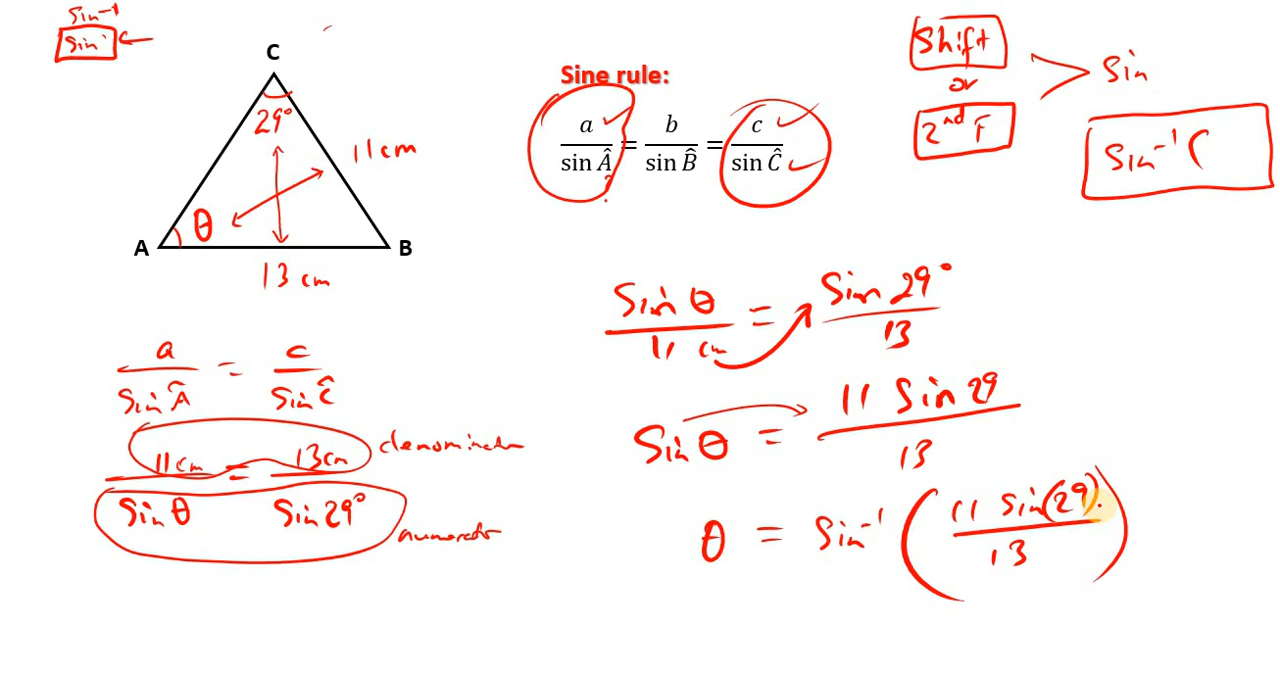 sin⁻¹
sin
C
29°
11cm
θ
A
B
13 cm
Sine rule:
a/sin Â = b/sin B̂ = c/sin Ĉ
?
Shift
or
2nd F
> Sin
Sin⁻¹ (
a/Sin Â = c/Sin Ĉ
11cm/Sin θ = 13cm/Sin 29°
denominator
numerator
Sin θ/11 cm = Sin 29°/13
Sin θ = 11 Sin 29/13
θ = Sin⁻¹ (11 Sin(29)/13)